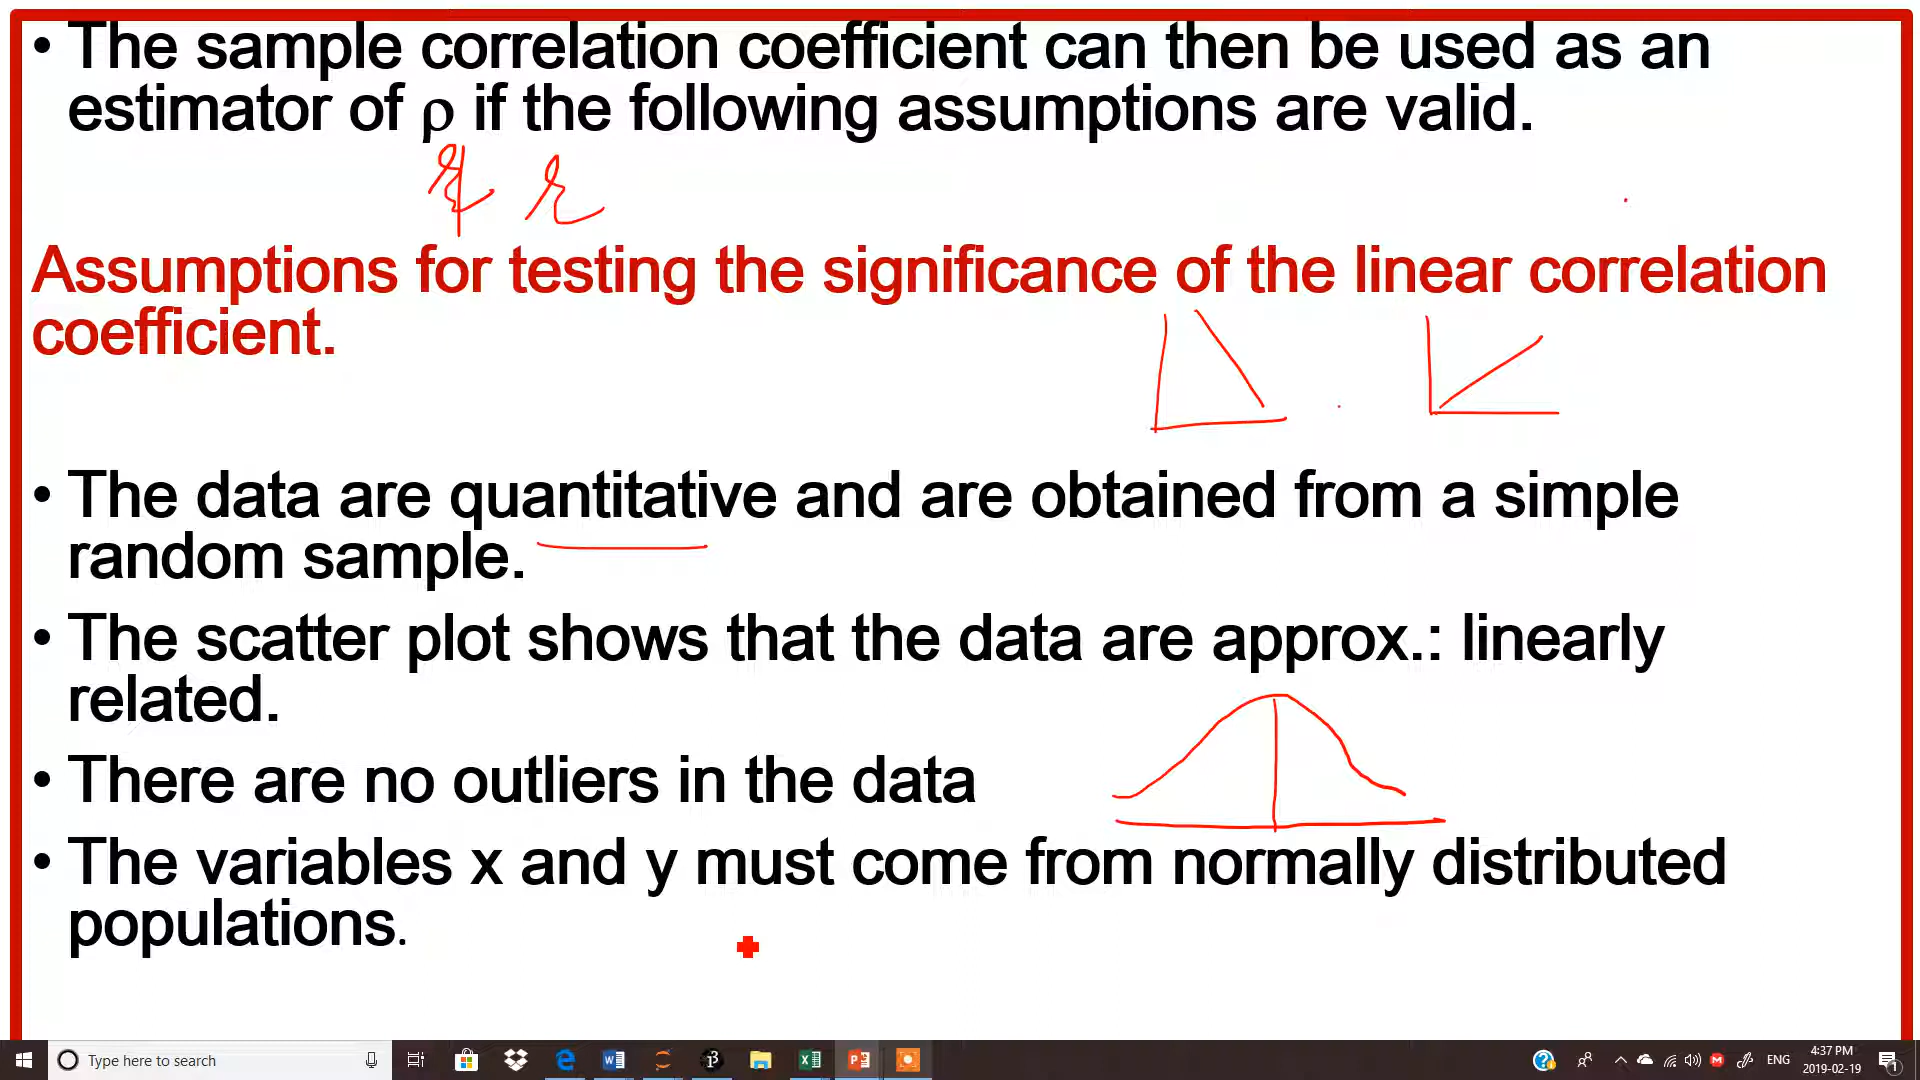 • The sample correlation coefficient can then be used as an
estimator of ρ if the following assumptions are valid.
r
Assumptions for testing the significance of the linear correlation
coefficient.
• The data are quantitative and are obtained from a simple
random sample.
• The scatter plot shows that the data are approx.: linearly
related.
• There are no outliers in the data
• The variables x and y must come from normally distributed
populations.
Type here to search
ENG
4:37 PM
2019-02-19
1